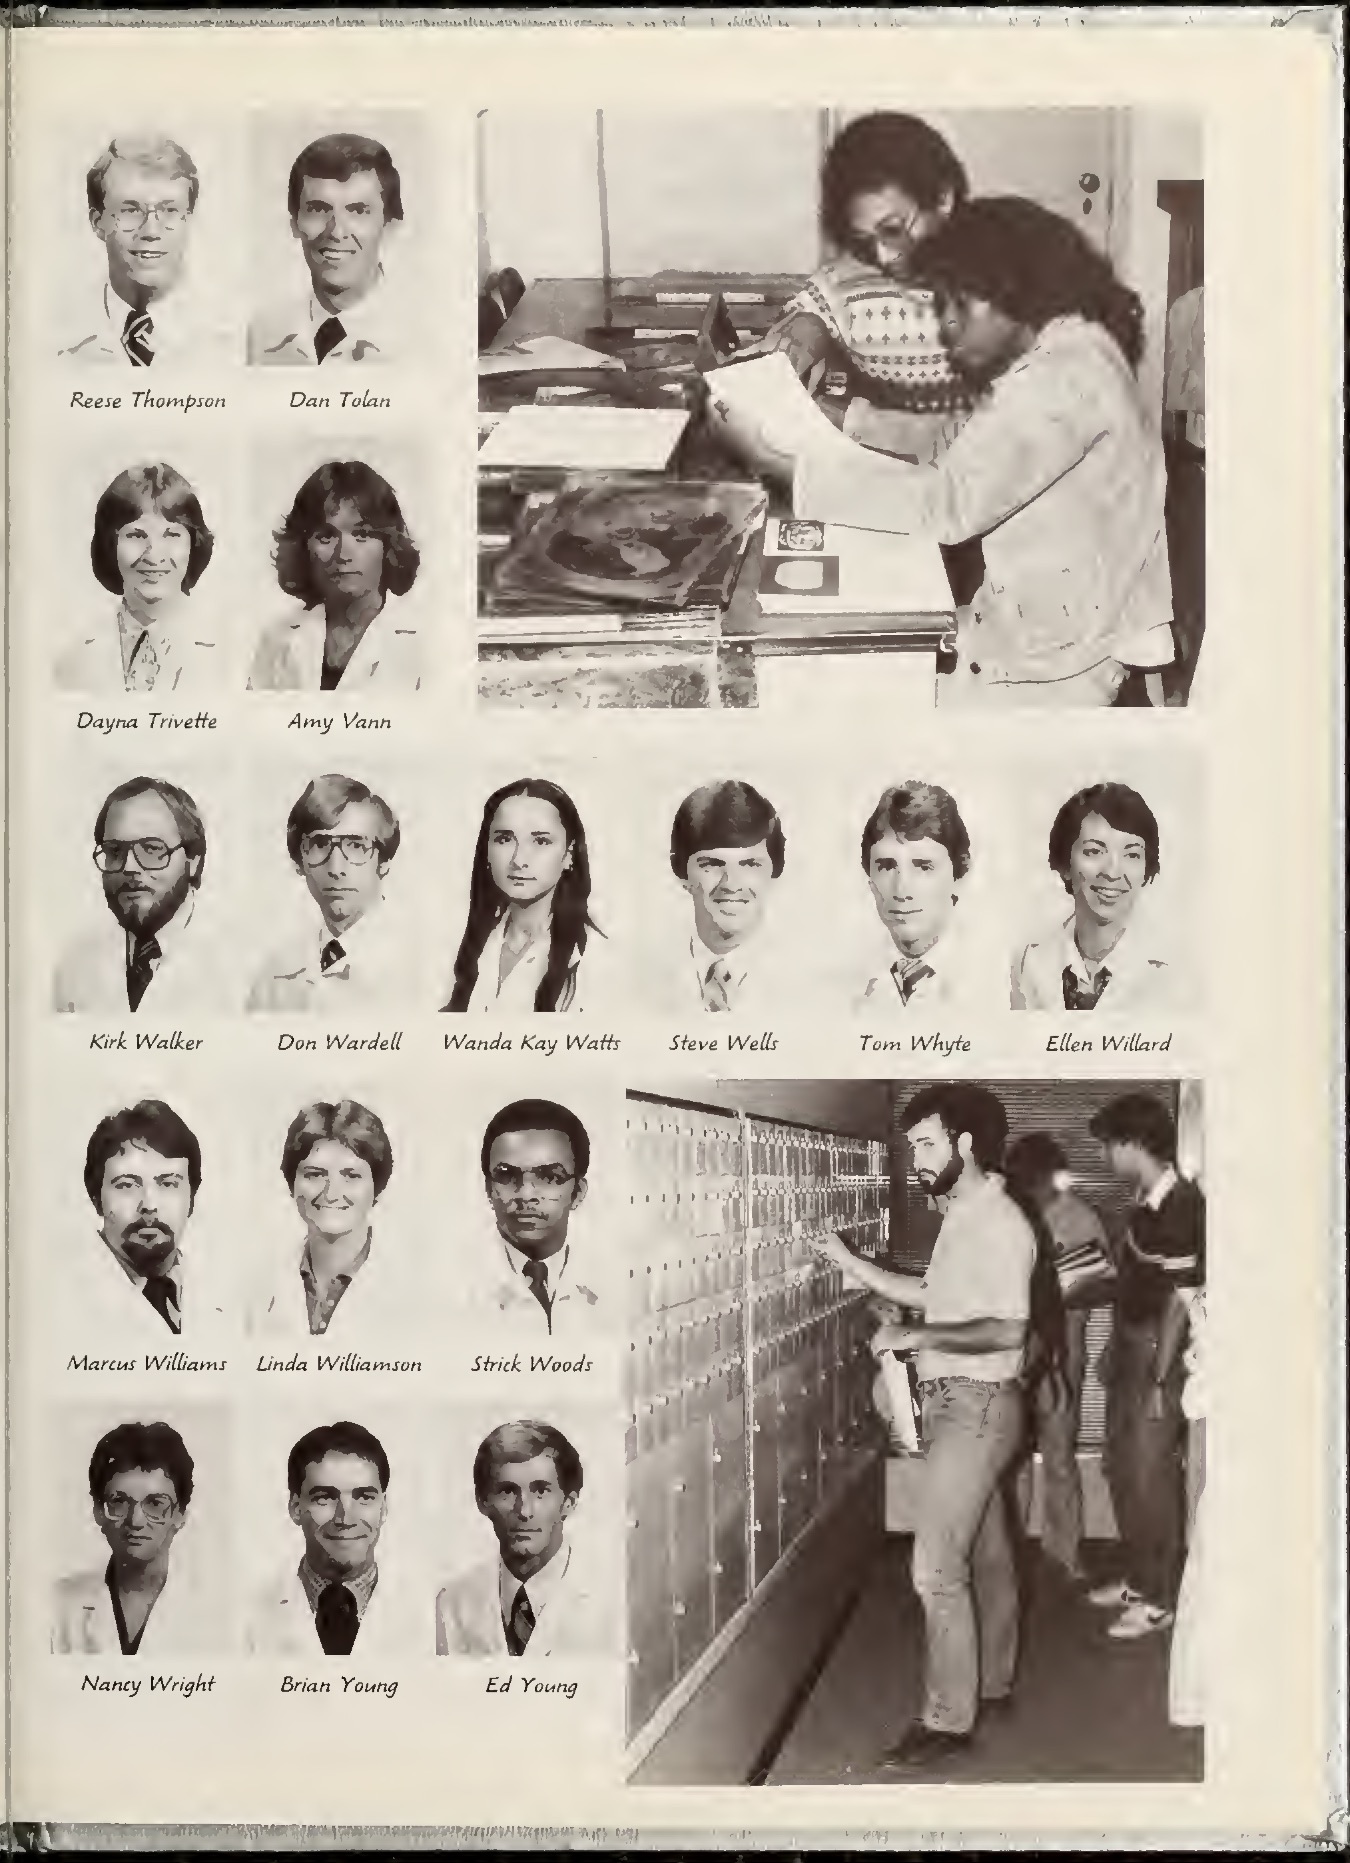 Reese Thompson Dan Tolan
Dayna Trivette Amy Vann
Kirk Walker Don Wardell Wanda Kay Watts Steve Wells Tom Whyte Ellen Willard
Marcus Williams Linda Williamson Strick Woods
Nancy Wright Brian Young Ed Young